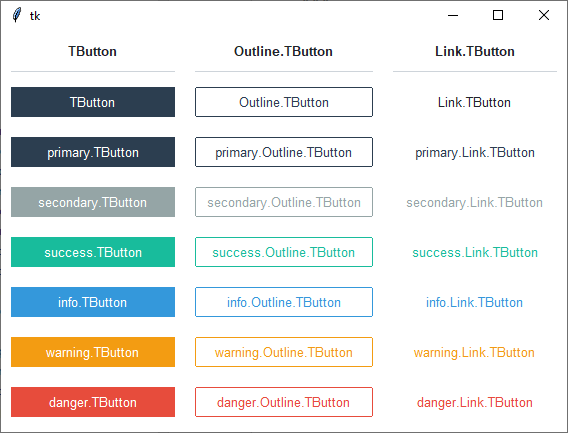 tk
TButton Outline.TButton Link.TButton
TButton Outline.TButton Link.TButton
primary.TButton primary.Outline.TButton primary.Link.TButton
secondary.TButton secondary.Outline.TButton secondary.Link.TButton
success.TButton success.Outline.TButton success.Link.TButton
info.TButton info.Outline.TButton info.Link.TButton
warning.TButton warning.Outline.TButton warning.Link.TButton
danger.TButton danger.Outline.TButton danger.Link.TButton